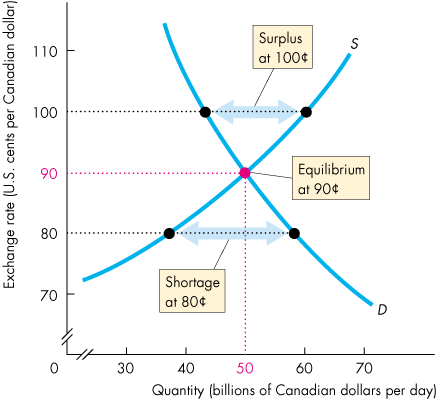 Exchange rate (U.S. cents per Canadian dollar)
110
100
90
80
70
0
30
40
50
60
70
Quantity (billions of Canadian dollars per day)
S
D
Surplus
at 100¢
Equilibrium
at 90¢
Shortage
at 80¢